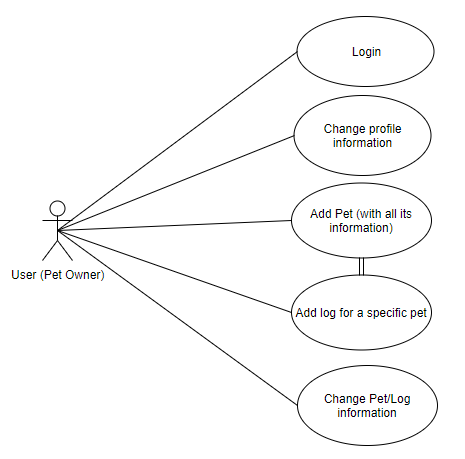 Login
Change profile
information
Add Pet (with all its
information)
User (Pet Owner)
Add log for a specific pet
Change Pet/Log
information